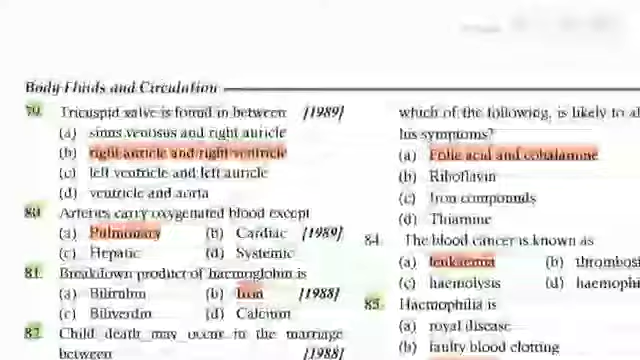 Body Fluids and Circulation
79. Tricuspid valve is found in between [1989]
(a) sinus venosus and right auricle
(b) right auricle and right ventricle
(c) left ventricle and left auricle
(d) ventricle and aorta
80. Arteries carry oxygenated blood except
(a) Pulmonary (b) Cardiac [1989]
(c) Hepatic (d) Systemic
81. Breakdown product of haemoglobin is
(a) Bilirubin (b) Iron [1988]
(c) Biliverdin (d) Calcium
82. Child death may occur in the marriage
between [1988]
which of the following, is likely to al
his symptoms?
(a) Folic acid and cobalamine
(b) Riboflavin
(c) Iron compounds
(d) Thiamine
84. The blood cancer is known as
(a) leukaemia (b) thrombosi
(c) haemolysis (d) haemophi
85. Haemophilia is
(a) royal disease
(b) faulty blood clotting